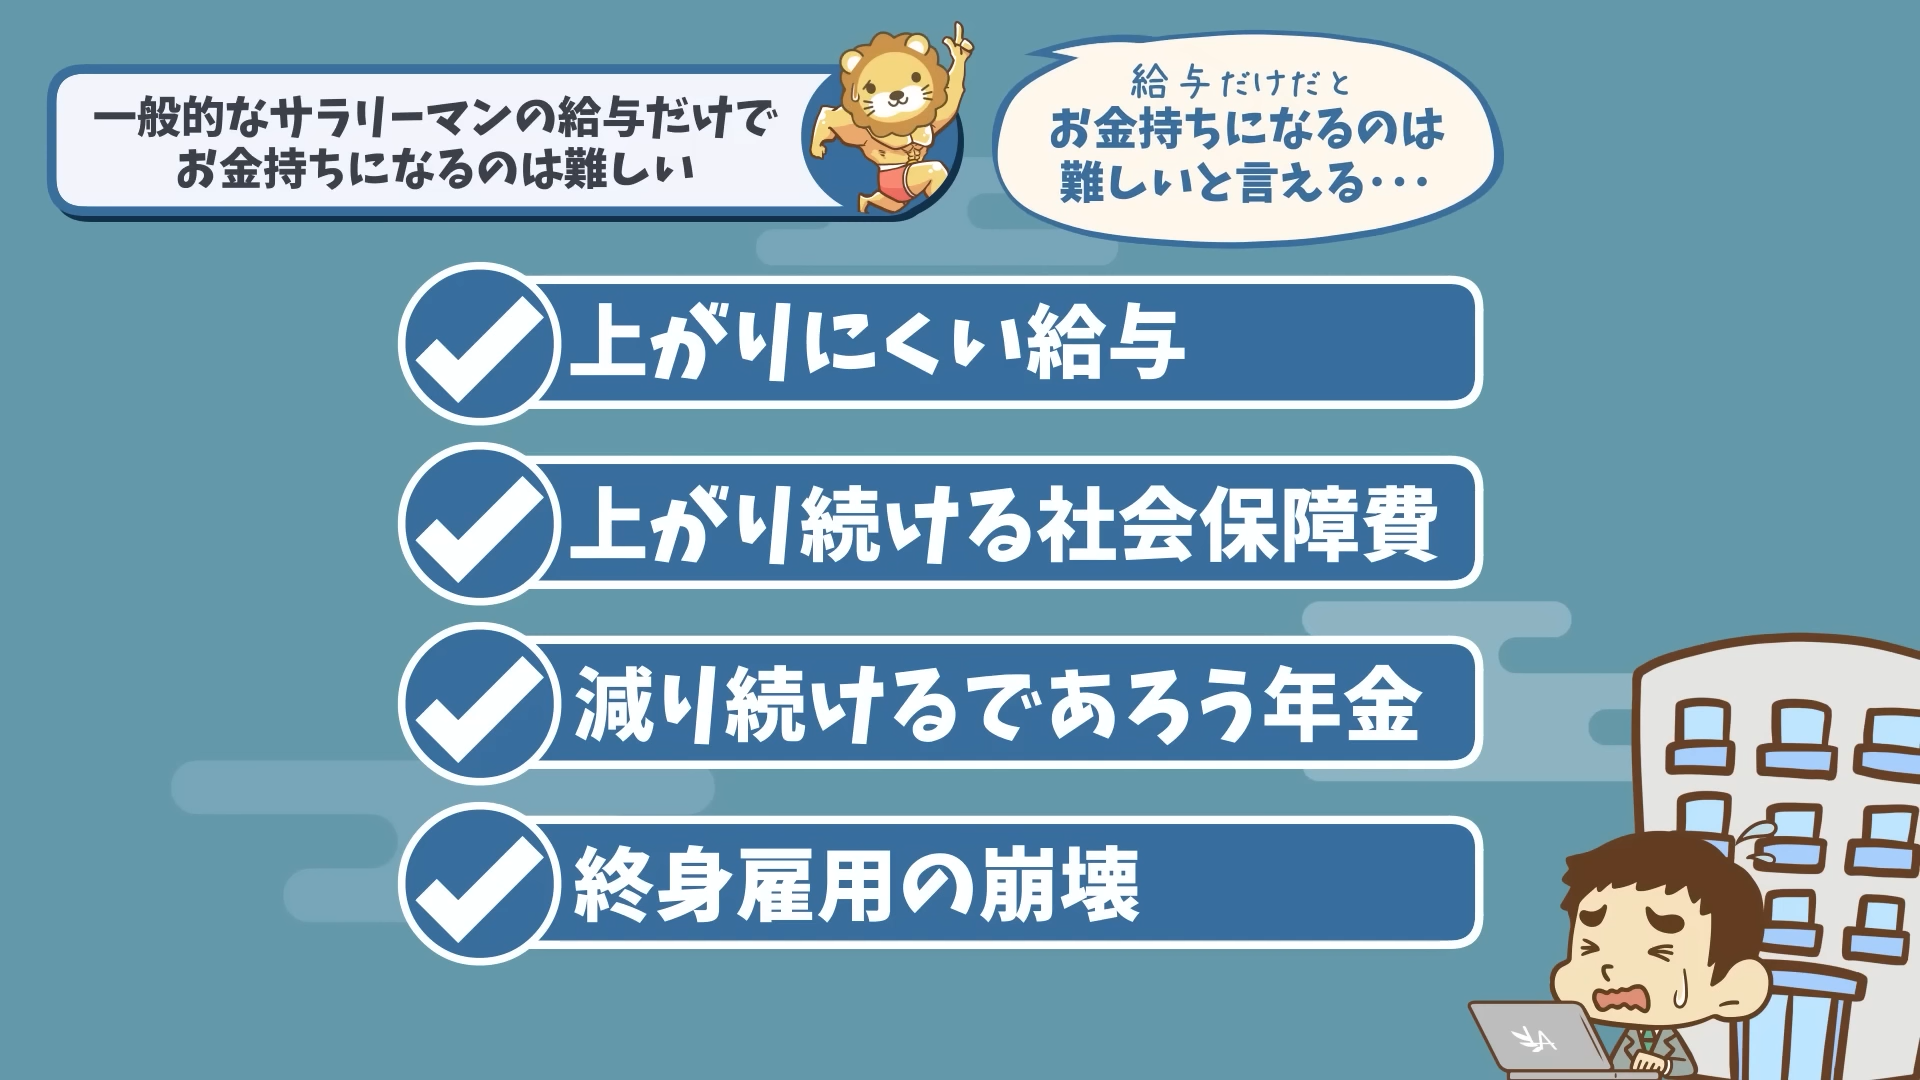 一般的なサラリーマンの給与だけで
お金持ちになるのは難しい
給与だけだと
お金持ちになるのは
難しいと言える･･･
上がりにくい給与
上がり続ける社会保障費
減り続けるであろう年金
終身雇用の崩壊